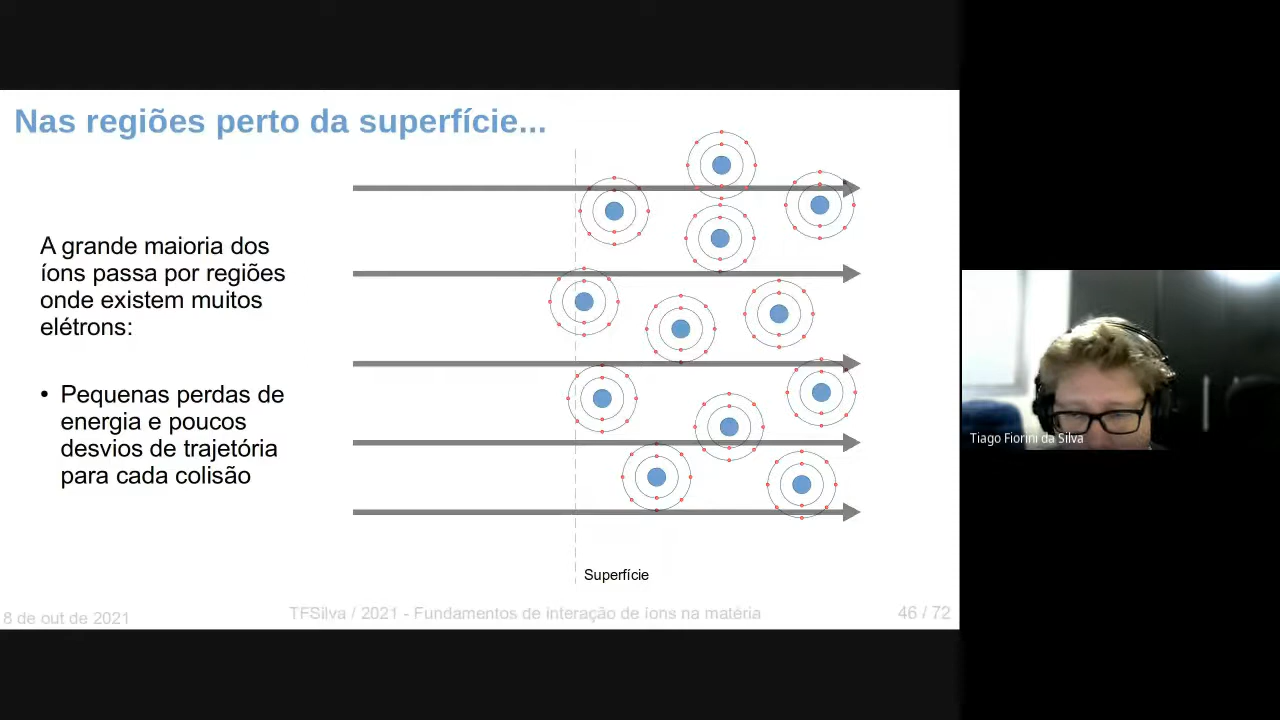 Nas regiões perto da superfície...
A grande maioria dos
íons passa por regiões
onde existem muitos
elétrons:
• Pequenas perdas de
energia e poucos
desvios de trajetória
para cada colisão
Superfície
8 de out de 2021
TFSilva / 2021 - Fundamentos de interação de íons na matéria
46 / 72
Tiago Fiorini da Silva